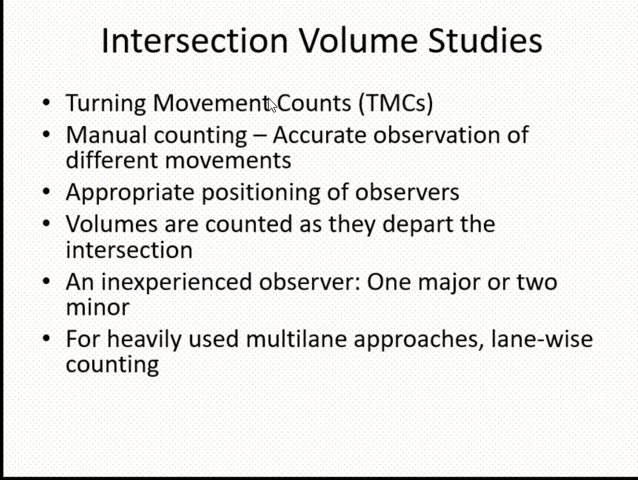 Intersection Volume Studies
• Turning Movement Counts (TMCs)
• Manual counting – Accurate observation of
different movements
• Appropriate positioning of observers
• Volumes are counted as they depart the
intersection
• An inexperienced observer: One major or two
minor
• For heavily used multilane approaches, lane-wise
counting